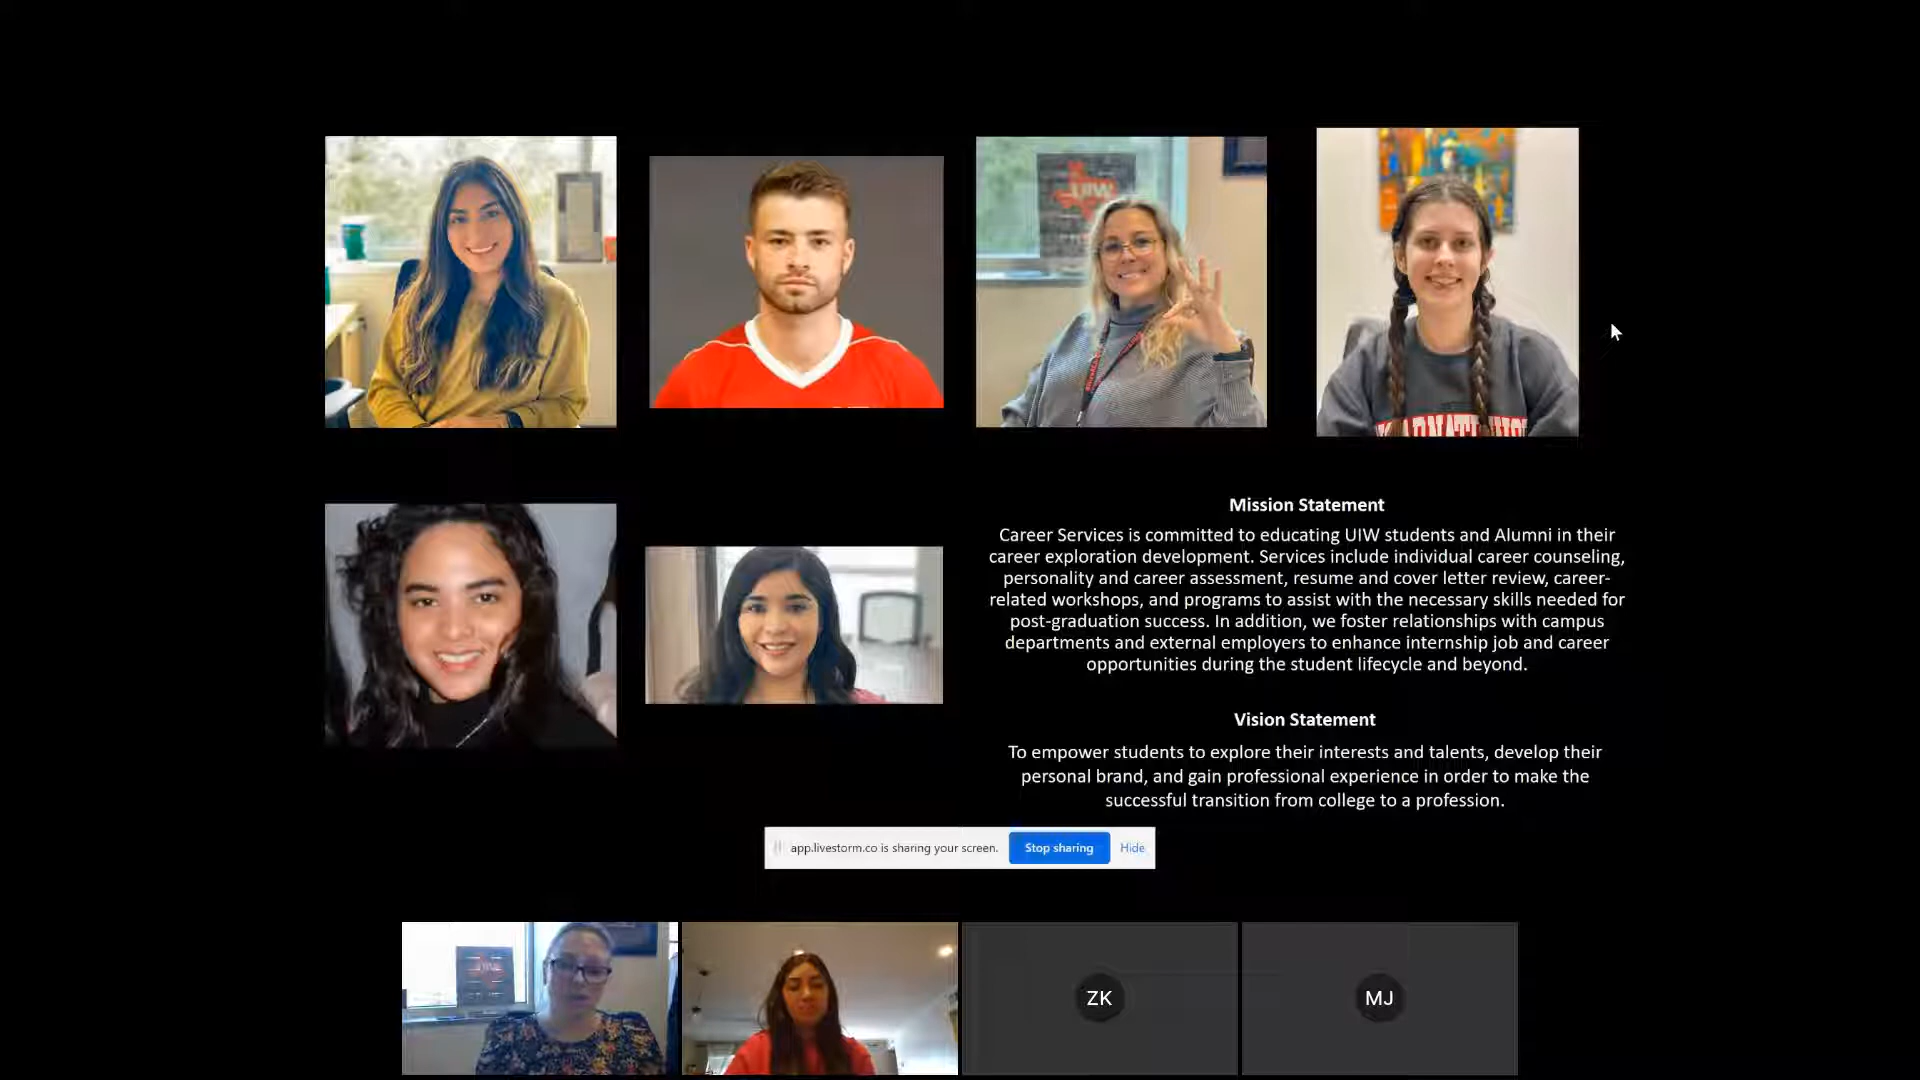 UIW
Mission Statement
Career Services is committed to educating UIW students and Alumni in their
career exploration development. Services include individual career counseling,
personality and career assessment, resume and cover letter review, career-
related workshops, and programs to assist with the necessary skills needed for
post-graduation success. In addition, we foster relationships with campus
departments and external employers to enhance internship job and career
opportunities during the student lifecycle and beyond.
Vision Statement
To empower students to explore their interests and talents, develop their
personal brand, and gain professional experience in order to make the
successful transition from college to a profession.
app.livestorm.co is sharing your screen.
Stop sharing
Hide
ZK
MJ